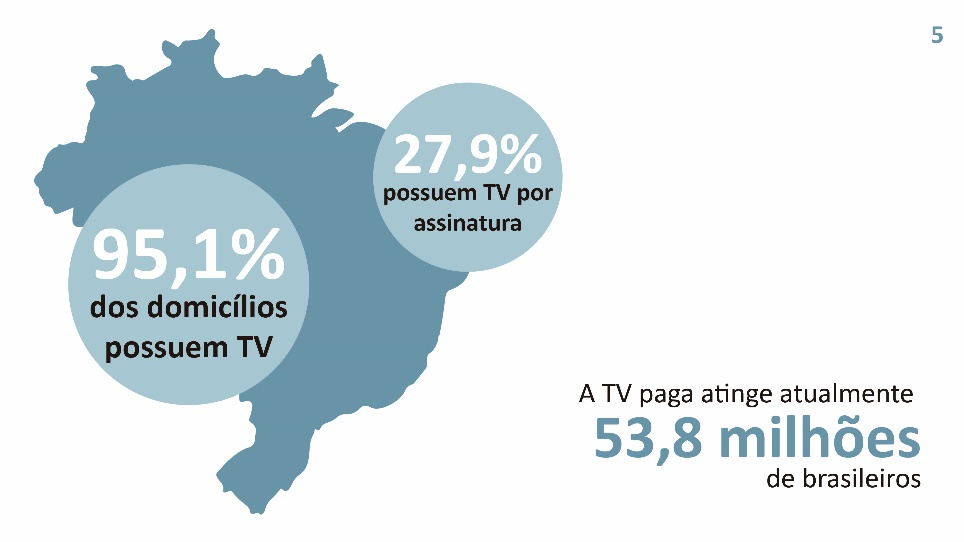 5
27,9%
possuem TV por
assinatura
95,1%
dos domicílios
possuem TV
A TV paga atinge atualmente
53,8 milhões
de brasileiros